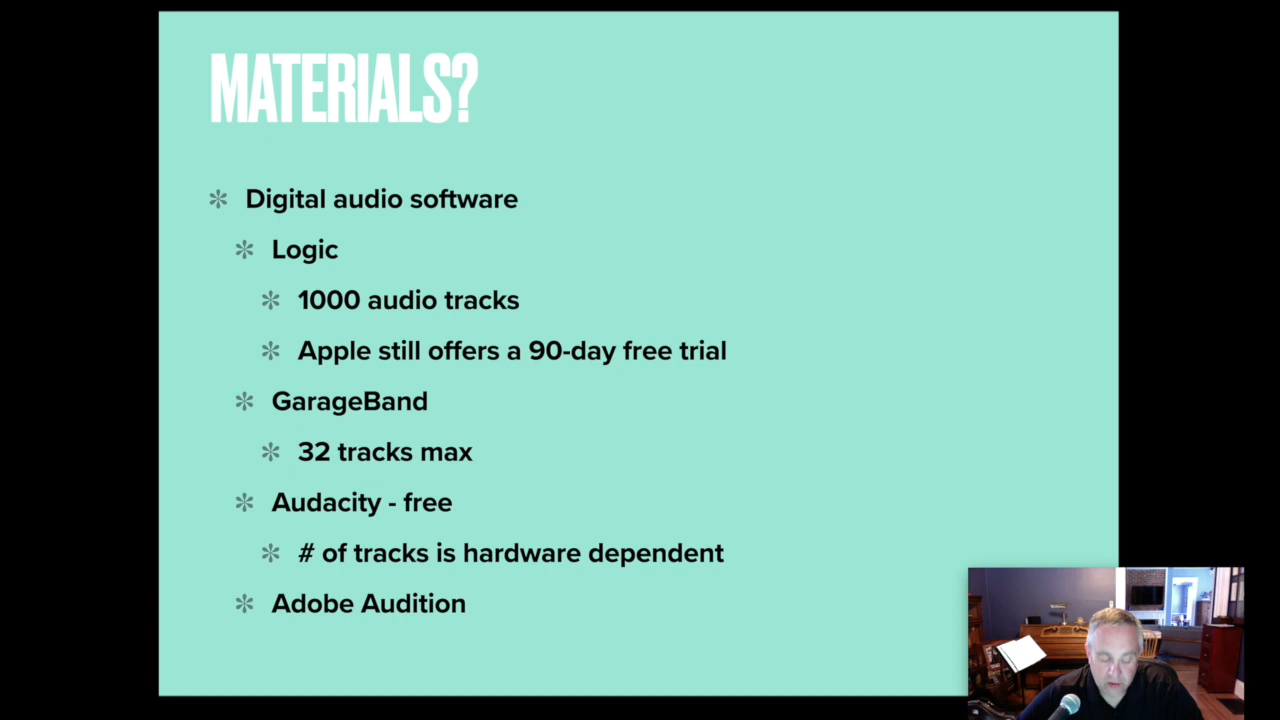 MATERIALS?
✼ Digital audio software
✼ Logic
✼ 1000 audio tracks
✼ Apple still offers a 90-day free trial
✼ GarageBand
✼ 32 tracks max
✼ Audacity - free
✼ # of tracks is hardware dependent
✼ Adobe Audition